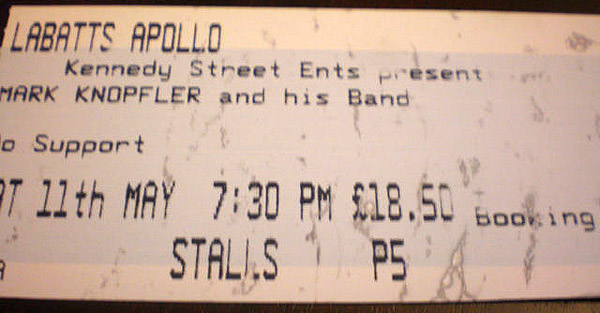 LABATTS APOLLO
Kennedy Street Ents present
MARK KNOPFLER and his Band
o Support
AT 11th MAY 7:30 PM £18.50 Booking
STALLS P5